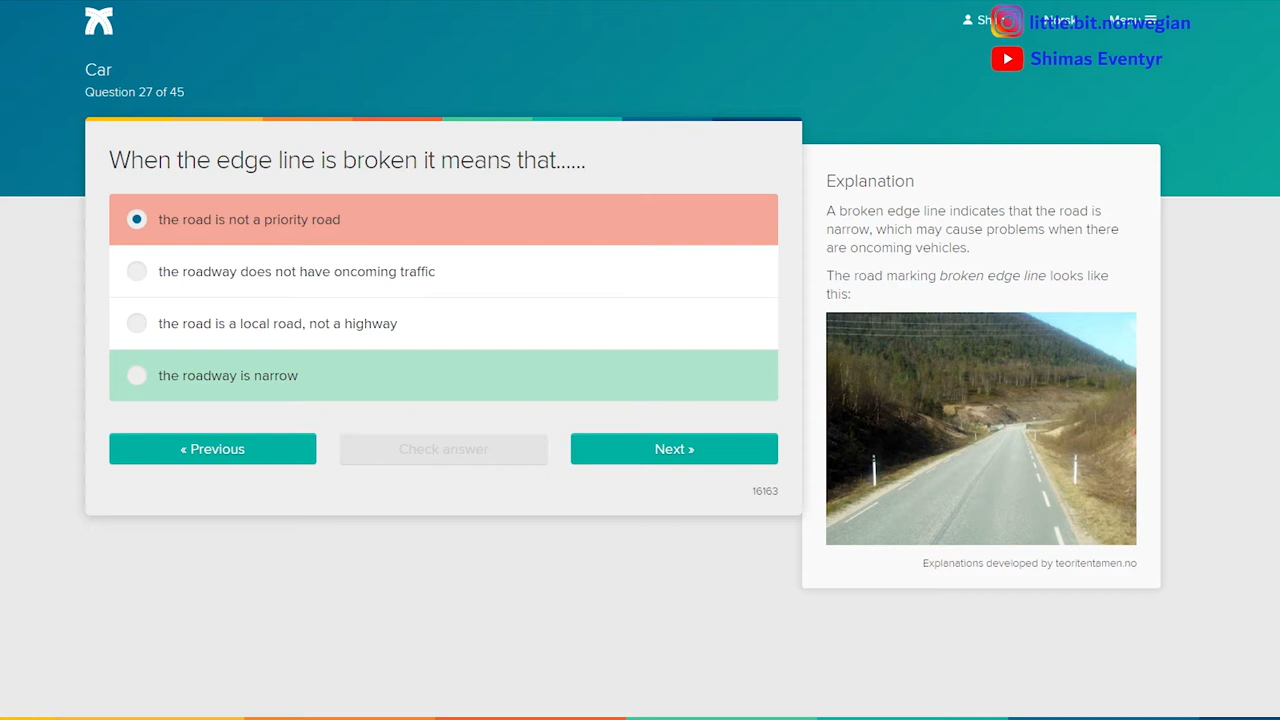 little.bit.norwegian
Shimas Eventyr
Car
Question 27 of 45
When the edge line is broken it means that......
the road is not a priority road
the roadway does not have oncoming traffic
the road is a local road, not a highway
the roadway is narrow
« Previous
Check answer
Next »
16163
Explanation
A broken edge line indicates that the road is
narrow, which may cause problems when there
are oncoming vehicles.
The road marking broken edge line looks like
this:
Explanations developed by teoritentamen.no